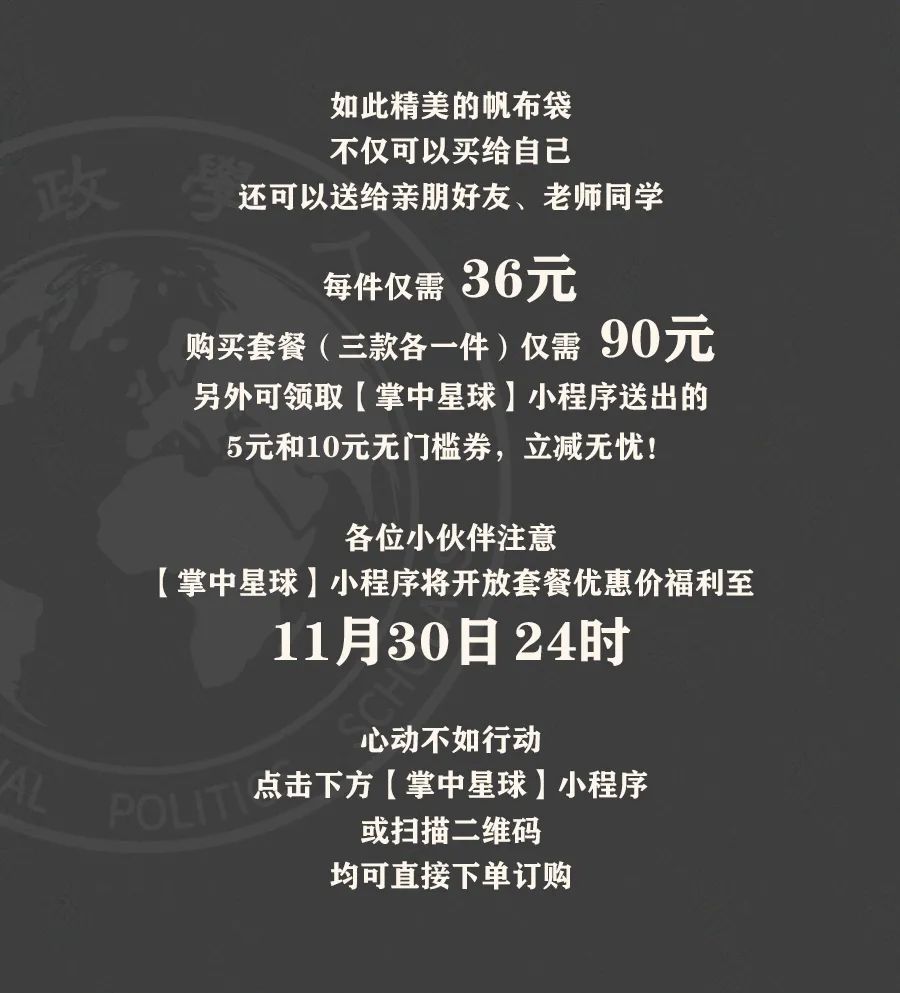 如此精美的帆布袋
不仅可以买给自己
还可以送给亲朋好友、老师同学
每件仅需 36元
购买套餐（三款各一件）仅需 90元
另外可领取【掌中星球】小程序送出的
5元和10元无门槛券，立减无忧！
各位小伙伴注意
【掌中星球】小程序将开放套餐优惠价福利至
11月30日 24时
心动不如行动
点击下方【掌中星球】小程序
或扫描二维码
均可直接下单订购
政學人
POLITICS SCHOLAR